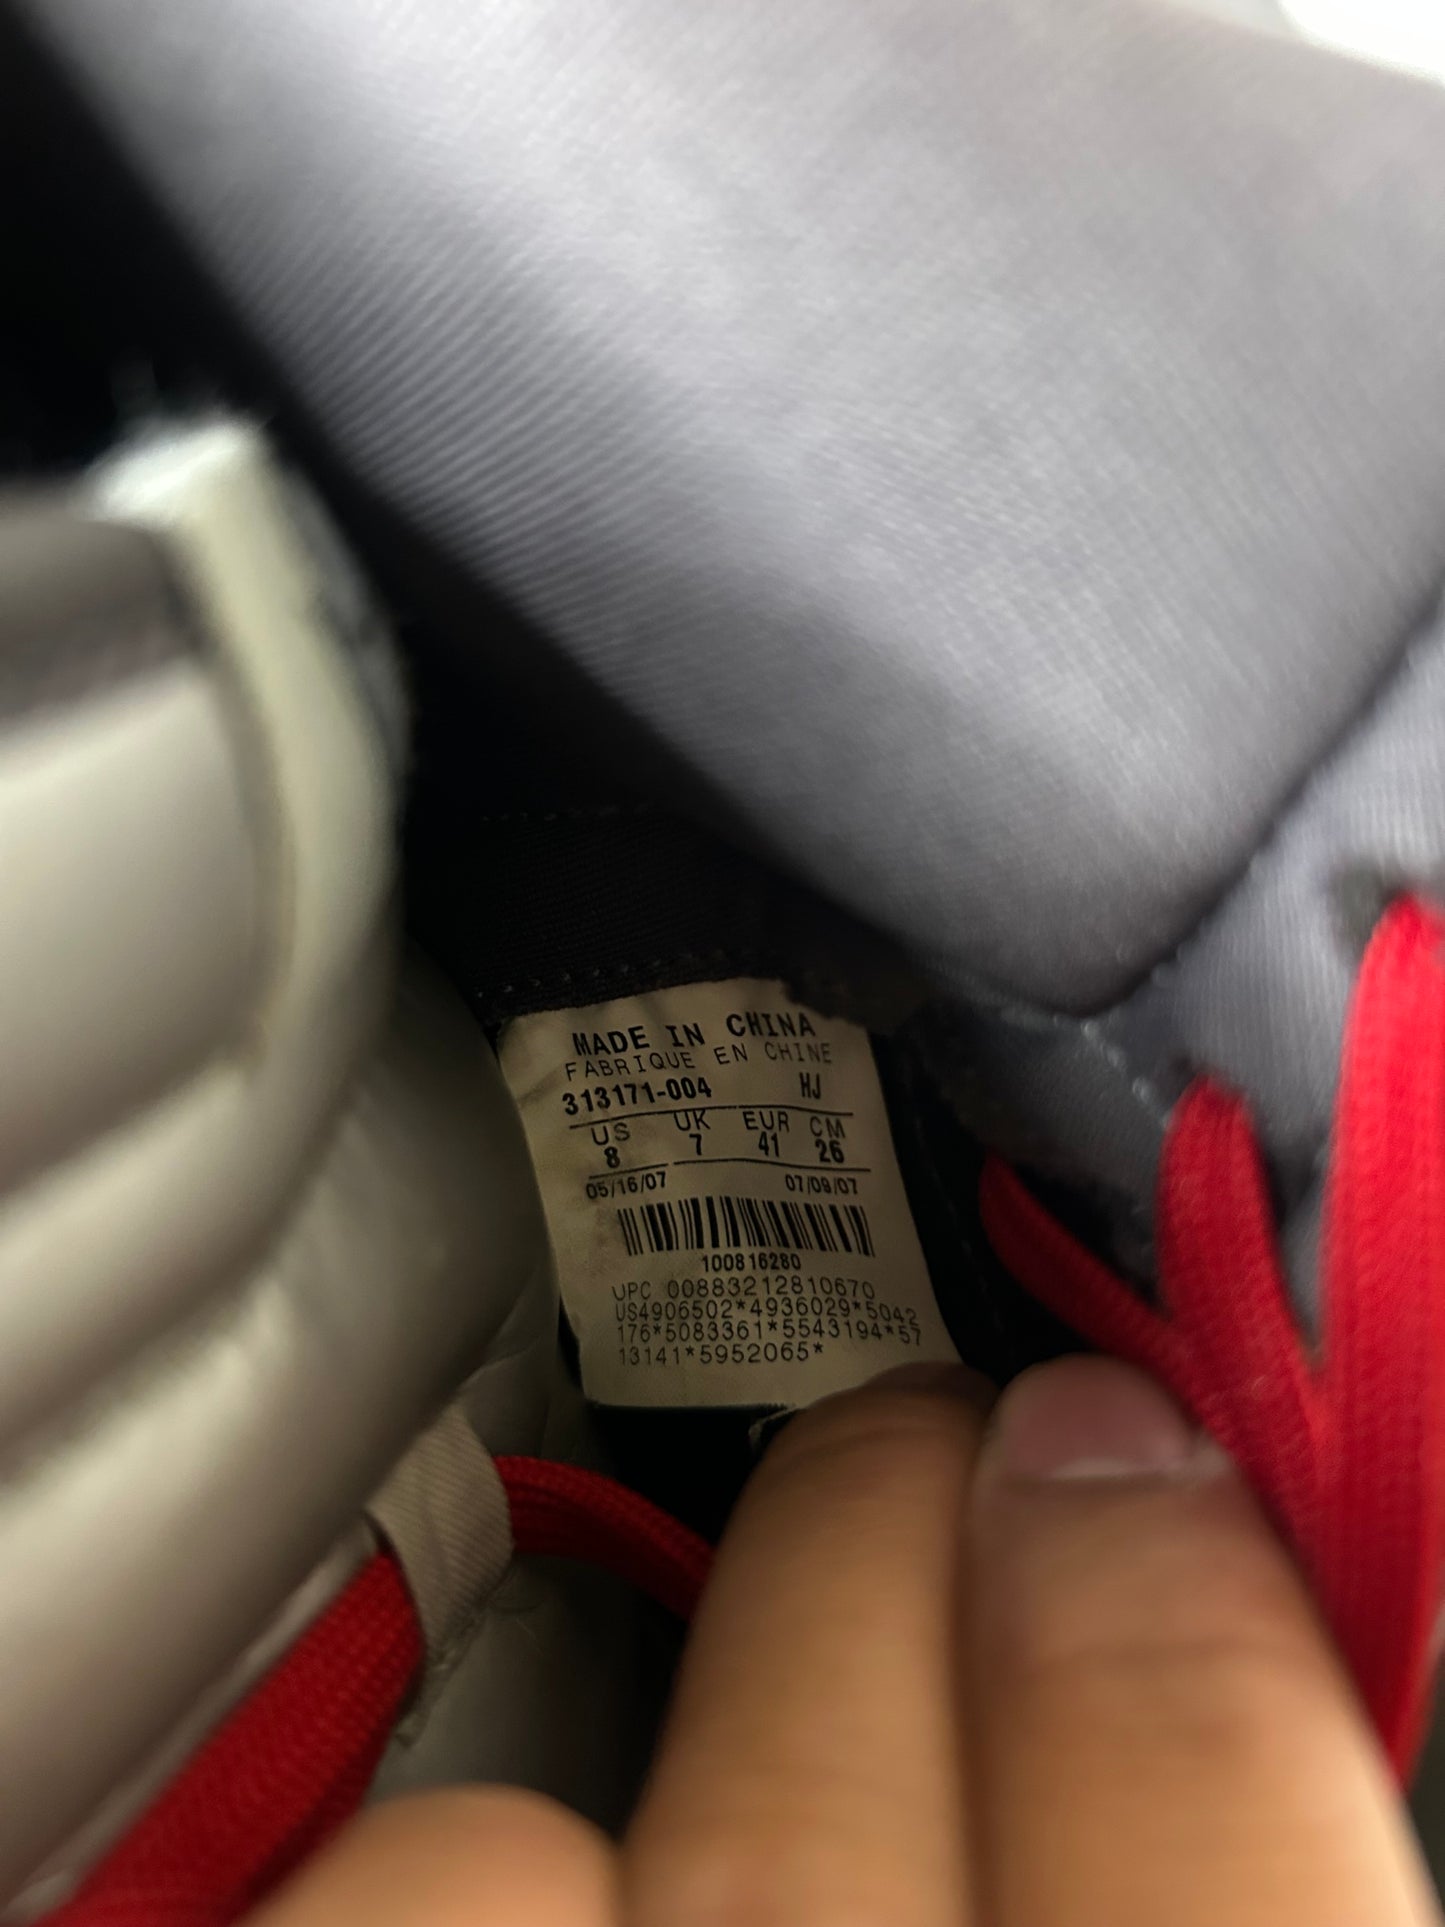 MADE IN CHINA
FABRIQUE EN CHINE
313171-004 HJ
US UK EUR CM
8 7 41 26
05/16/07 07/09/07
100816280
UPC 00883212810670
US4906502*4936029*5042
176*5083361*5543194*57
13141*5952065*